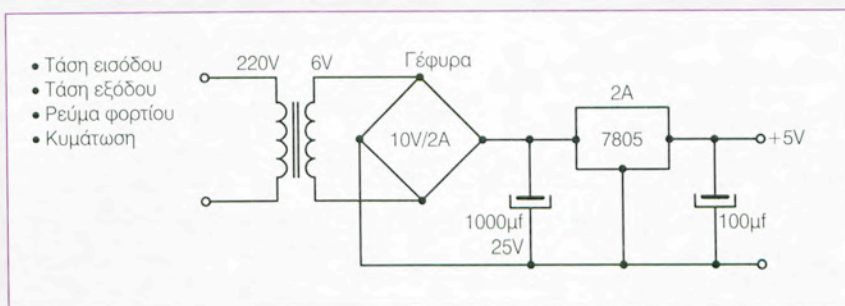 • Τάση εισόδου
• Τάση εξόδου
• Ρεύμα φορτίου
• Κυμάτωση
220V
6V
Γέφυρα
10V/2A
2A
7805
+5V
1000μf
25V
100μf